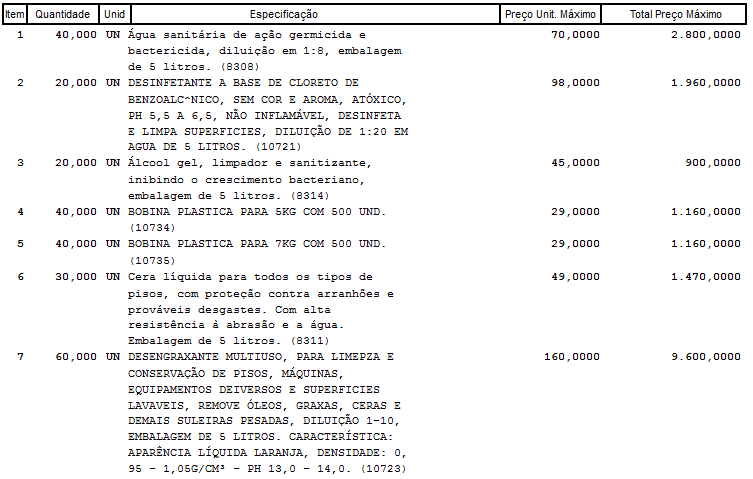 Item Quantidade Unid Especificação Preço Unit. Máximo Total Preço Máximo
1 40,000 UN Água sanitária de ação germicida e 70,0000 2.800,0000
bactericida, diluição em 1:8, embalagem
de 5 litros. (8308)
2 20,000 UN DESINFETANTE A BASE DE CLORETO DE 98,0000 1.960,0000
BENZOALC^NICO, SEM COR E AROMA, ATÓXICO,
PH 5,5 A 6,5, NÃO INFLAMÁVEL, DESINFETA
E LIMPA SUPERFICIES, DILUIÇÃO DE 1:20 EM
AGUA DE 5 LITROS. (10721)
3 20,000 UN Álcool gel, limpador e sanitizante, 45,0000 900,0000
inibindo o crescimento bacteriano,
embalagem de 5 litros. (8314)
4 40,000 UN BOBINA PLASTICA PARA 5KG COM 500 UND. 29,0000 1.160,0000
(10734)
5 40,000 UN BOBINA PLASTICA PARA 7KG COM 500 UND. 29,0000 1.160,0000
(10735)
6 30,000 UN Cera líquida para todos os tipos de 49,0000 1.470,0000
pisos, com proteção contra arranhões e
prováveis desgastes. Com alta
resistência à abrasão e a água.
Embalagem de 5 litros. (8311)
7 60,000 UN DESENGRAXANTE MULTIUSO, PARA LIMEPZA E 160,0000 9.600,0000
CONSERVAÇÃO DE PISOS, MÁQUINAS,
EQUIPAMENTOS DEIVERSOS E SUPERFICIES
LAVAVEIS, REMOVE ÓLEOS, GRAXAS, CERAS E
DEMAIS SULEIRAS PESADAS, DILUIÇÃO 1-10,
EMBALAGEM DE 5 LITROS. CARACTERÍSTICA:
APARÊNCIA LÍQUIDA LARANJA, DENSIDADE: 0,
95 - 1,05G/CM³ - PH 13,0 - 14,0. (10723)